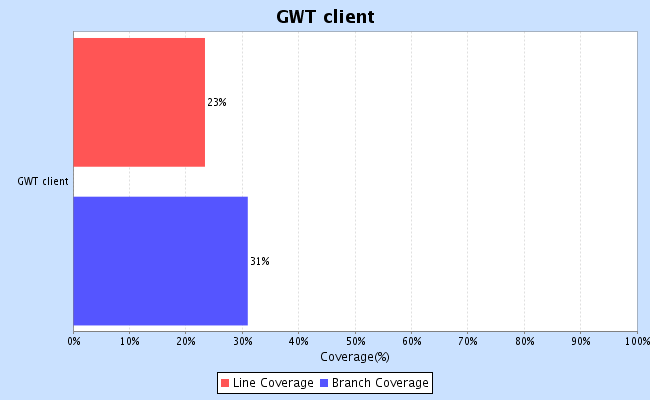 GWT client
23%
GWT client
31%
0% 10% 20% 30% 40% 50% 60% 70% 80% 90% 100%
Coverage(%)
Line Coverage Branch Coverage